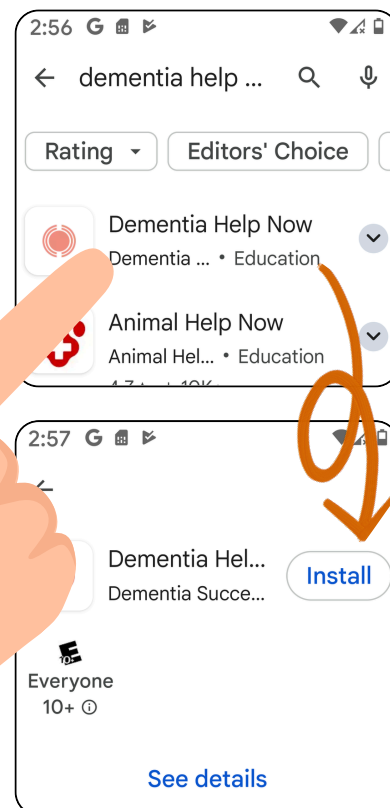 2:56 G
dementia help ...
Rating Editors' Choice
Dementia Help Now
Dementia ... • Education
Animal Help Now
Animal Hel... • Education
2:57 G
Dementia Hel...
Dementia Succe...
Install
E
Everyone
10+
See details